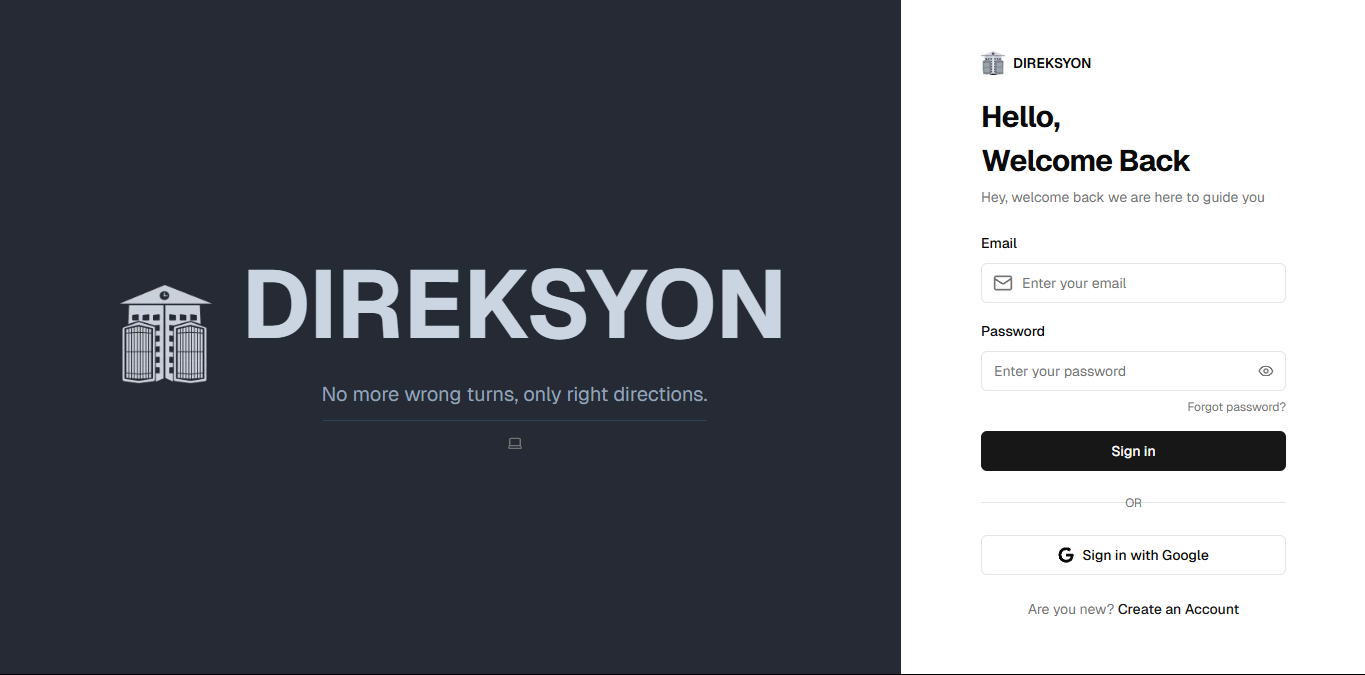 DIREKSYON
No more wrong turns, only right directions.
DIREKSYON
Hello,
Welcome Back
Hey, welcome back we are here to guide you
Email
Enter your email
Password
Enter your password
Forgot password?
Sign in
OR
Sign in with Google
Are you new? Create an Account